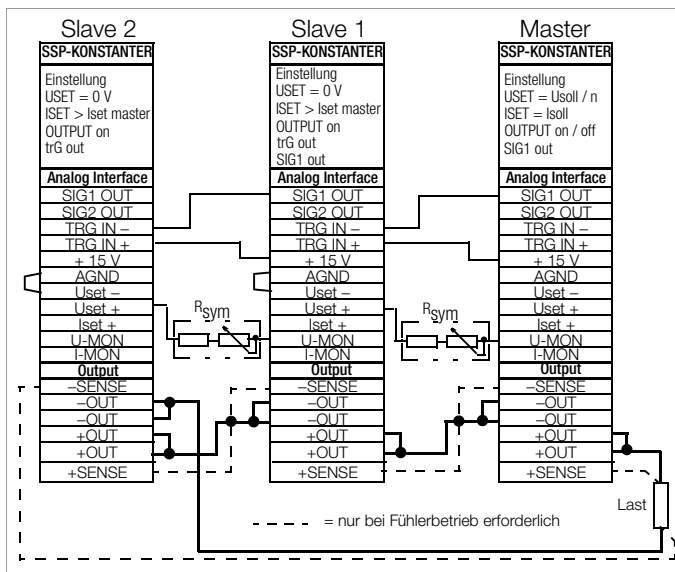 Slave 2
SSP-KONSTANTER
Einstellung
USET = 0 V
ISET > Iset master
OUTPUT on
trG out
Analog Interface
SIG1 OUT
SIG2 OUT
TRG IN –
TRG IN +
+ 15 V
AGND
Uset –
Uset +
Iset +
U-MON
I-MON
Output
–SENSE
–OUT
–OUT
+OUT
+OUT
+SENSE
Rsym
Slave 1
SSP-KONSTANTER
Einstellung
USET = 0 V
ISET > Iset master
OUTPUT on
trG out
SIG1 out
Analog Interface
SIG1 OUT
SIG2 OUT
TRG IN –
TRG IN +
+ 15 V
AGND
Uset –
Uset +
Iset +
U-MON
I-MON
Output
–SENSE
–OUT
–OUT
+OUT
+OUT
+SENSE
Rsym
Master
SSP-KONSTANTER
Einstellung
USET = Usoll / n
ISET = Isoll
OUTPUT on / off
SIG1 out
Analog Interface
SIG1 OUT
SIG2 OUT
TRG IN –
TRG IN +
+ 15 V
AGND
Uset –
Uset +
Iset +
U-MON
I-MON
Output
–SENSE
–OUT
–OUT
+OUT
+OUT
+SENSE
Last
= nur bei Fühlerbetrieb erforderlich